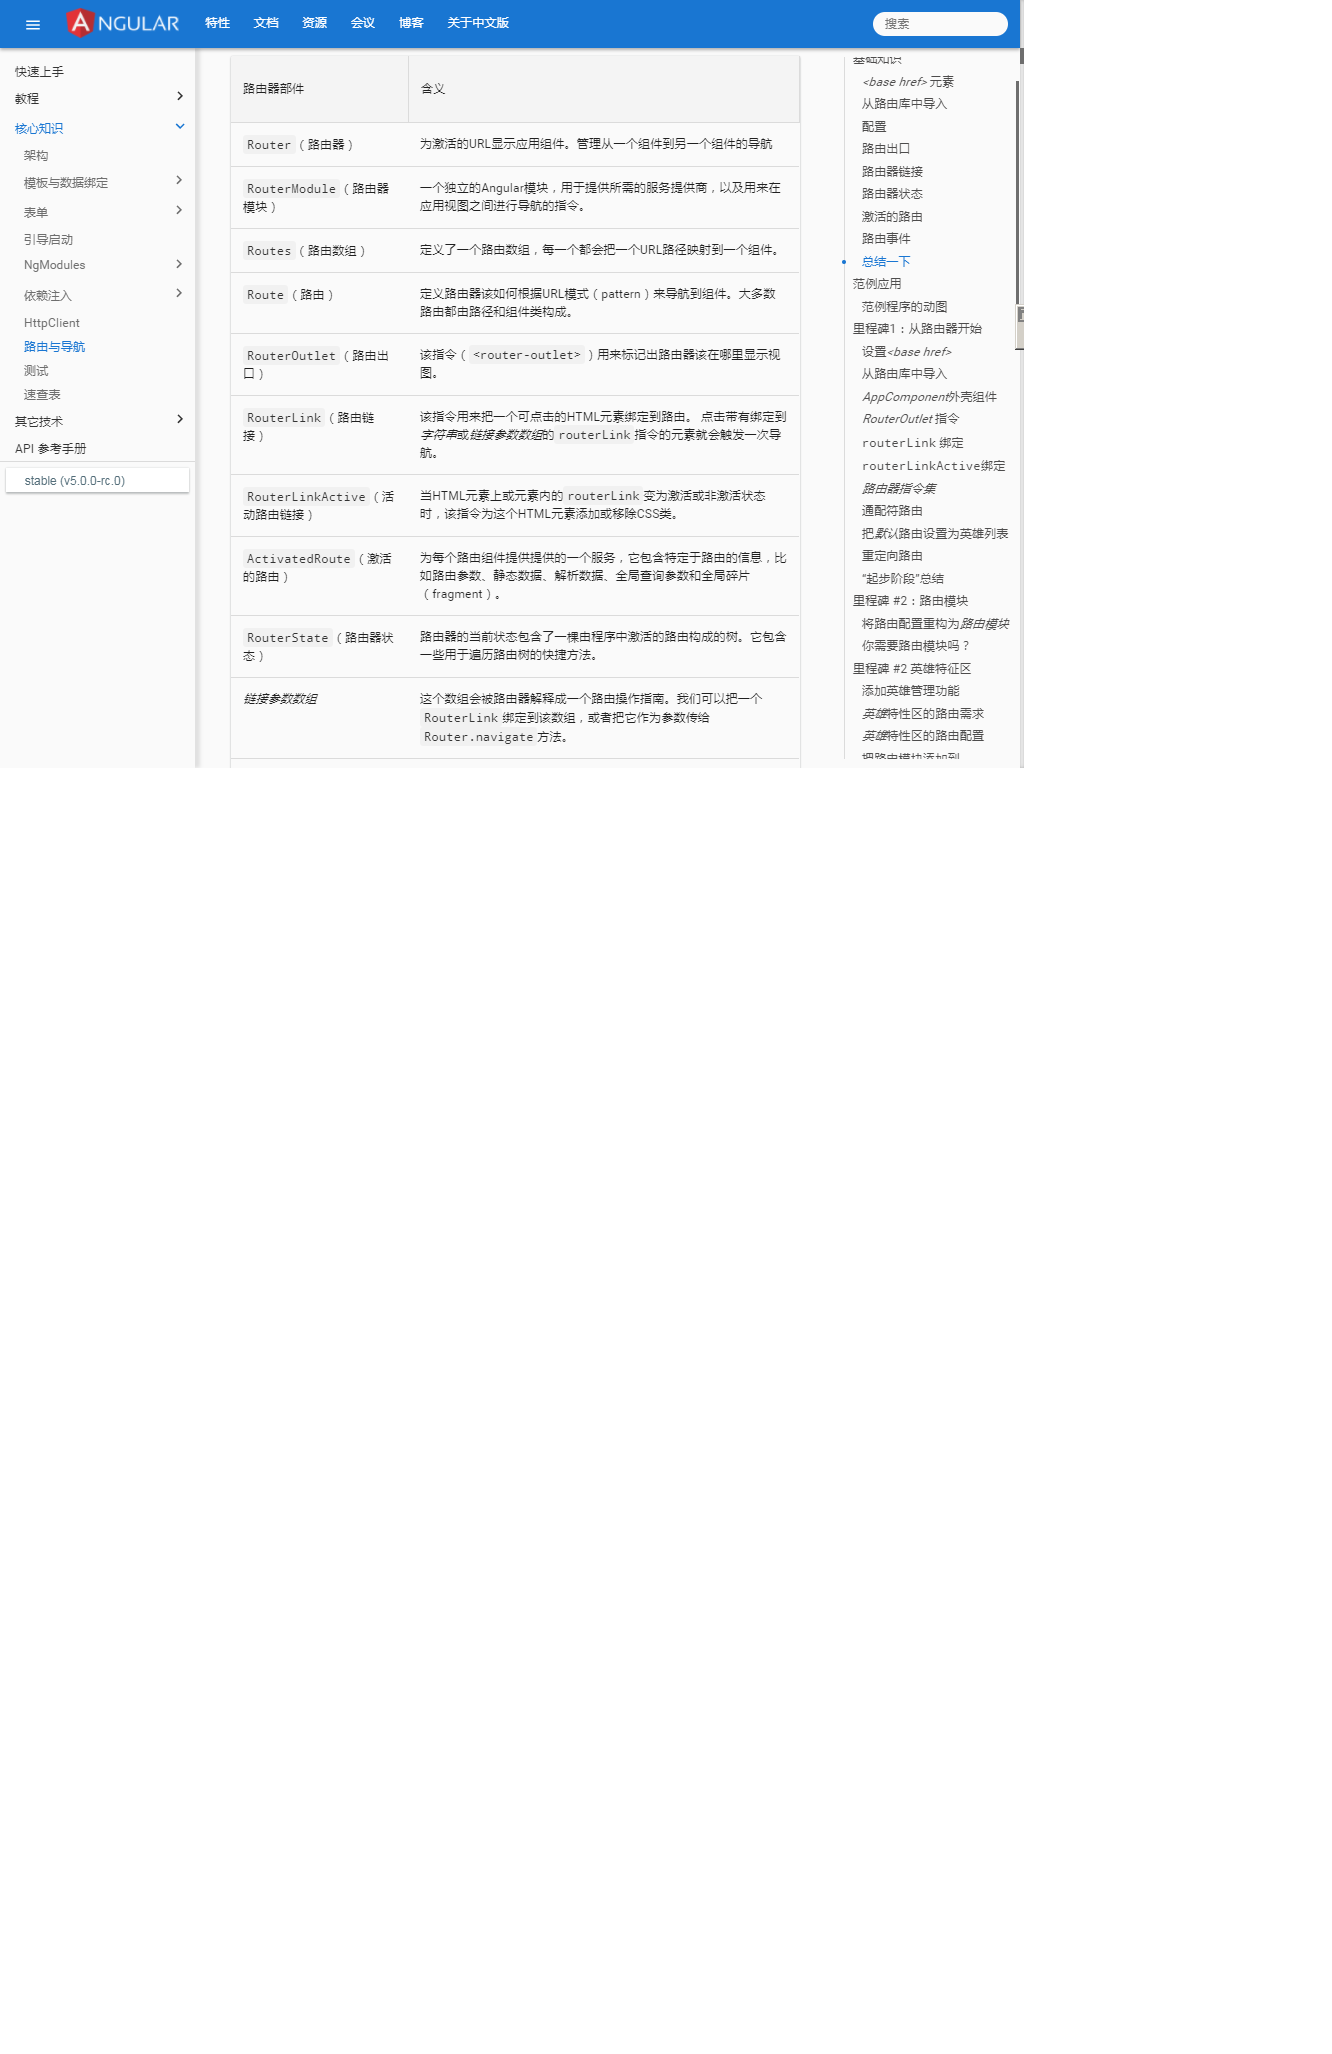 ANGULAR
特性
文档
资源
会议
博客
关于中文版
搜索
快速上手
教程
核心知识
架构
模板与数据绑定
表单
引导启动
NgModules
依赖注入
HttpClient
路由与导航
测试
速查表
其它技术
API 参考手册
stable (v5.0.0-rc.0)
路由器部件
含义
Router（路由器）
为激活的URL显示应用组件。管理从一个组件到另一个组件的导航
RouterModule（路由器
模块）
一个独立的Angular模块，用于提供所需的服务提供商，以及用来在
应用视图之间进行导航的指令。
Routes（路由数组）
定义了一个路由数组，每一个都会把一个URL路径映射到一个组件。
Route（路由）
定义路由器该如何根据URL模式（pattern）来导航到组件。大多数
路由都由路径和组件类构成。
RouterOutlet（路由出
口）
该指令（<router-outlet>）用来标记出路由器该在哪里显示视
图。
RouterLink（路由链
接）
该指令用来把一个可点击的HTML元素绑定到路由。 点击带有绑定到
字符串或链接参数数组的 routerLink 指令的元素就会触发一次导
航。
RouterLinkActive（活
动路由链接）
当HTML元素上或元素内的routerLink变为激活或非激活状态
时，该指令为这个HTML元素添加或移除CSS类。
ActivatedRoute（激活
的路由）
为每个路由组件提供提供的一个服务，它包含特定于路由的信息，比
如路由参数、静态数据、解析数据、全局查询参数和全局碎片
（fragment）。
RouterState（路由器状
态）
路由器的当前状态包含了一棵由程序中激活的路由构成的树。它包含
一些用于遍历路由树的快捷方法。
链接参数数组
这个数组会被路由器解释成一个路由操作指南。我们可以把一个
RouterLink 绑定到该数组，或者把它作为参数传给
Router.navigate 方法。
基础知识
<base href> 元素
从路由库中导入
配置
路由出口
路由器链接
路由器状态
激活的路由
路由事件
总结一下
范例应用
范例程序的动图
里程碑1：从路由器开始
设置<base href>
从路由库中导入
AppComponent外壳组件
RouterOutlet 指令
routerLink 绑定
routerLinkActive绑定
路由器指令集
通配符路由
把默认路由设置为英雄列表
重定向路由
“起步阶段”总结
里程碑 #2：路由模块
将路由配置重构为路由模块
你需要路由模块吗？
里程碑 #2 英雄特征区
添加英雄管理功能
英雄特性区的路由需求
英雄特性区的路由配置
把路由模块添加到